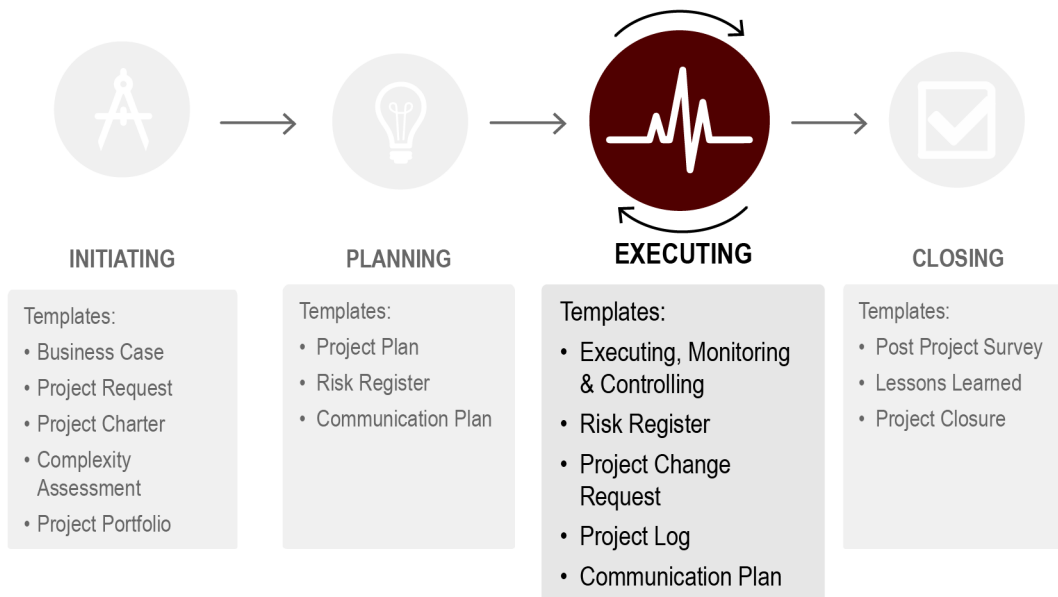 INITIATING
Templates:
• Business Case
• Project Request
• Project Charter
• Complexity
Assessment
• Project Portfolio
PLANNING
Templates:
• Project Plan
• Risk Register
• Communication Plan
EXECUTING
Templates:
• Executing, Monitoring
& Controlling
• Risk Register
• Project Change
Request
• Project Log
• Communication Plan
CLOSING
Templates:
• Post Project Survey
• Lessons Learned
• Project Closure